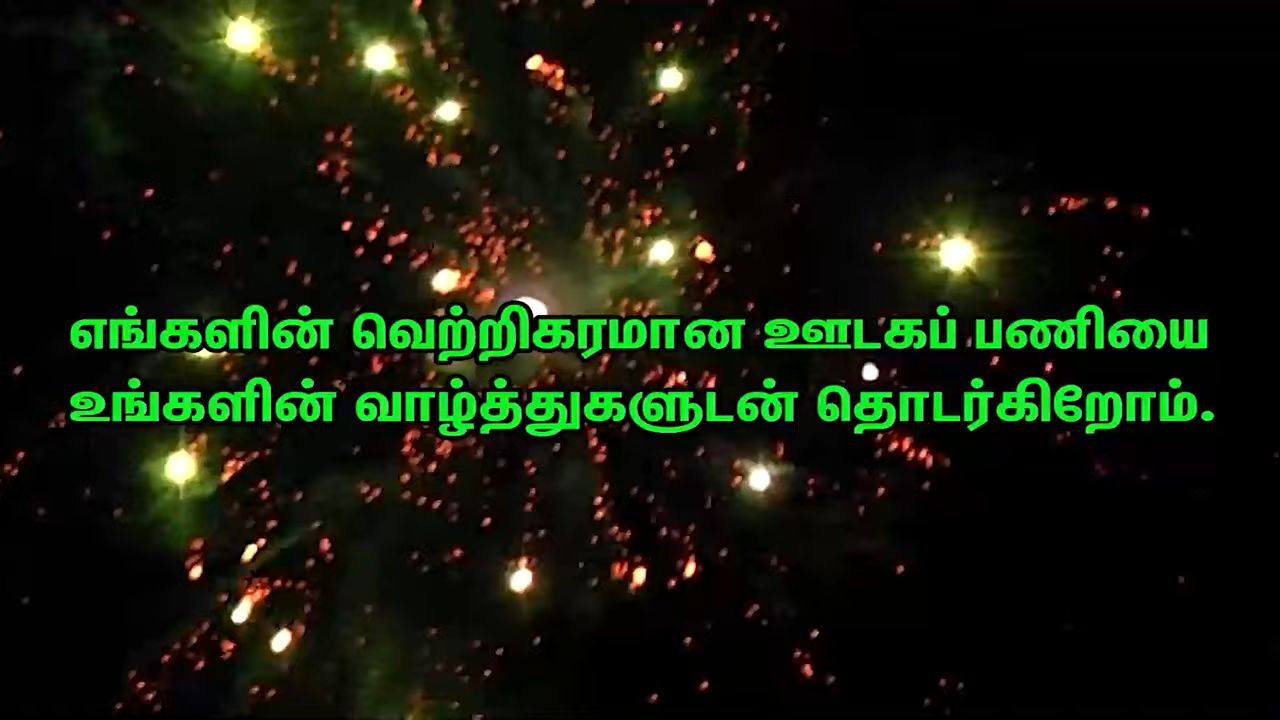 எங்களின் வெற்றிகரமான ஊடகப் பணியை
உங்களின் வாழ்த்துகளுடன் தொடர்கிறோம்.